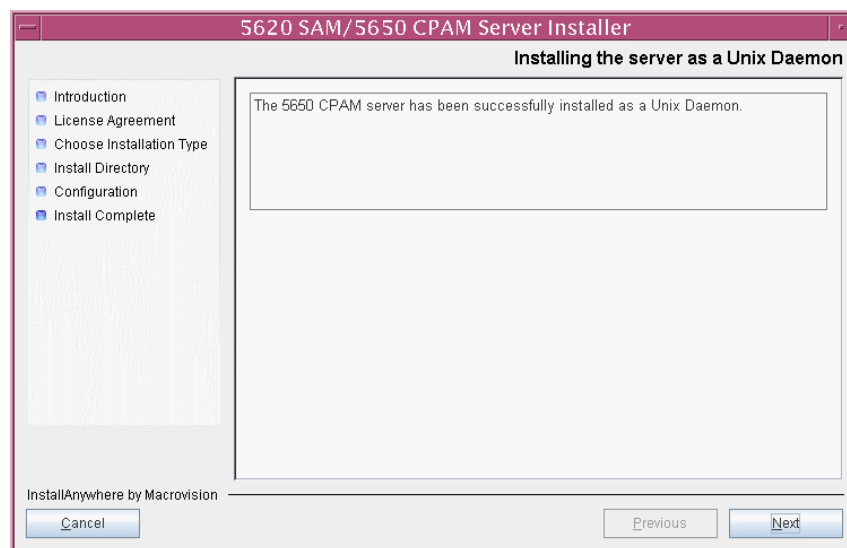 5620 SAM/5650 CPAM Server Installer
Installing the server as a Unix Daemon
Introduction
License Agreement
Choose Installation Type
Install Directory
Configuration
Install Complete
The 5650 CPAM server has been successfully installed as a Unix Daemon.
InstallAnywhere by Macrovision
Cancel
Previous
Next